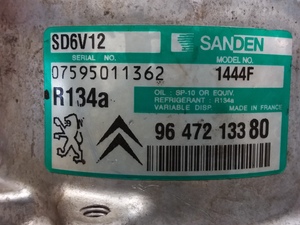 SD6V12
SANDEN
SERIAL NO.
MODEL NO.
07595011362
1444F
R134a
OIL : SP-10 OR EQUIV.
REFRIGERANT : R134a
VARIABLE DISP. MADE IN FRANCE
96 472 133 80